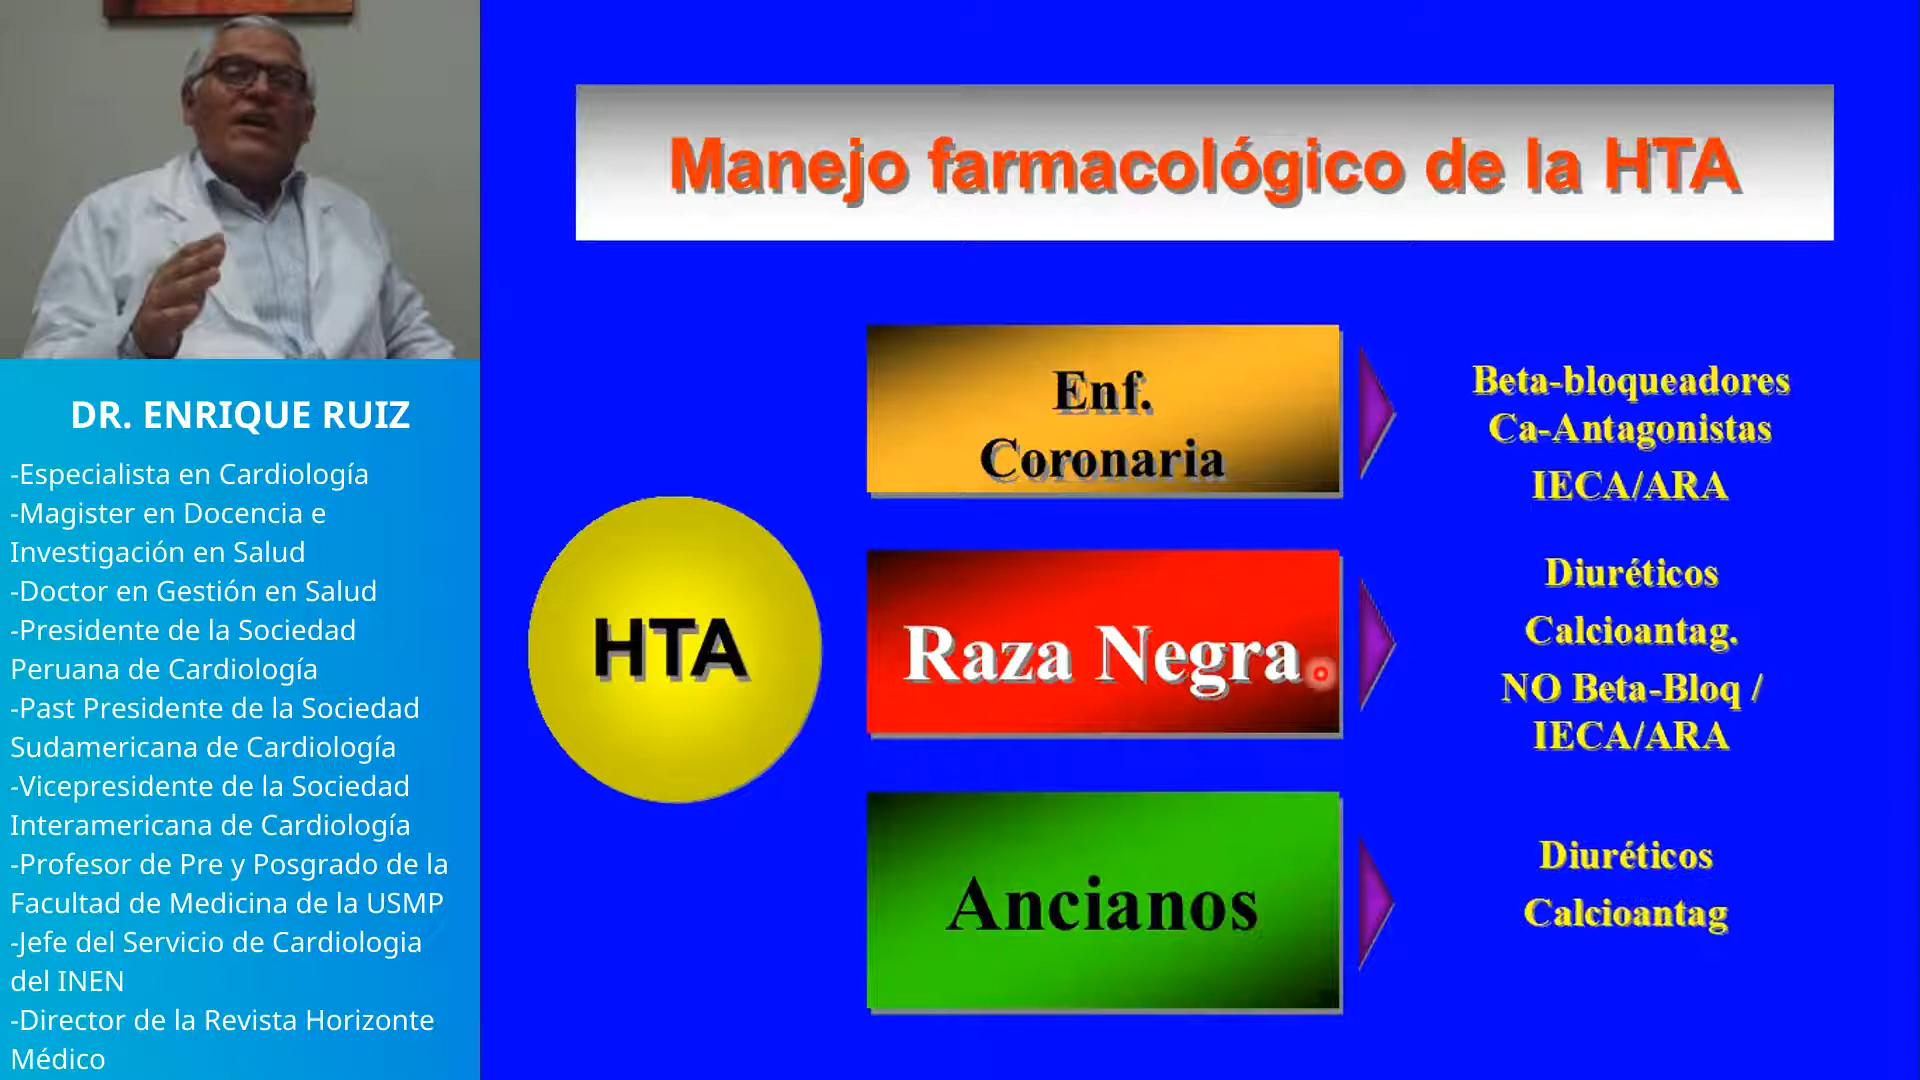 Manejo farmacológico de la HTA
DR. ENRIQUE RUIZ
-Especialista en Cardiología
-Magister en Docencia e
Investigación en Salud
-Doctor en Gestión en Salud
-Presidente de la Sociedad
Peruana de Cardiología
-Past Presidente de la Sociedad
Sudamericana de Cardiología
-Vicepresidente de la Sociedad
Interamericana de Cardiología
-Profesor de Pre y Posgrado de la
Facultad de Medicina de la USMP
-Jefe del Servicio de Cardiologia
del INEN
-Director de la Revista Horizonte
Médico
HTA
Enf.
Coronaria
Beta-bloqueadores
Ca-Antagonistas
IECA/ARA
Raza Negra
Diuréticos
Calcioantag.
NO Beta-Bloq /
IECA/ARA
Ancianos
Diuréticos
Calcioantag